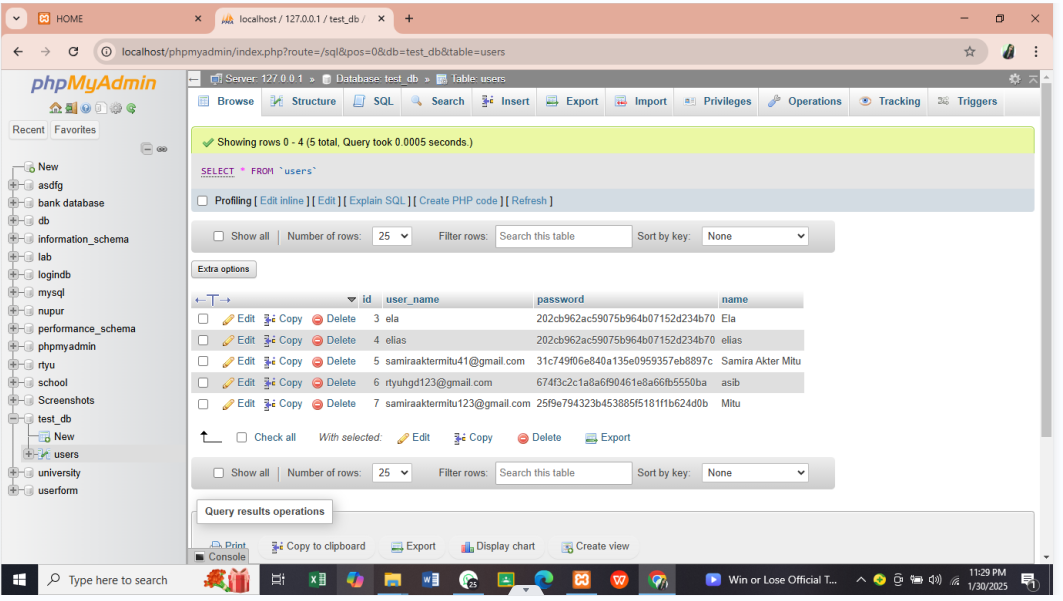 HOME
localhost / 127.0.0.1 / test_db /
localhost/phpmyadmin/index.php?route=/sql&pos=0&db=test_db&table=users
phpMyAdmin
Recent Favorites
New
asdfg
bank database
db
information_schema
lab
logindb
mysql
nupur
performance_schema
phpmyadmin
rtyu
school
Screenshots
test_db
New
users
university
userform
Server: 127.0.0.1 » Database: test_db » Table: users
Browse Structure SQL Search Insert Export Import Privileges Operations Tracking Triggers
Showing rows 0 - 4 (5 total, Query took 0.0005 seconds.)
SELECT * FROM `users`
Profiling [ Edit inline ] [ Edit ] [ Explain SQL ] [ Create PHP code ] [ Refresh ]
Show all Number of rows: 25 Filter rows: Search this table Sort by key: None
Extra options
id user_name password name
Edit Copy Delete 3 ela 202cb962ac59075b964b07152d234b70 Ela
Edit Copy Delete 4 elias 202cb962ac59075b964b07152d234b70 elias
Edit Copy Delete 5 samiraaktermitu41@gmail.com 31c749f06e840a135e0959357eb8897c Samira Akter Mitu
Edit Copy Delete 6 rtyuhgd123@gmail.com 674f3c2c1a8a6f90461e8a66fb5550ba asib
Edit Copy Delete 7 samiraaktermitu123@gmail.com 25f9e794323b453885f5181f1b624d0b Mitu
Check all With selected: Edit Copy Delete Export
Show all Number of rows: 25 Filter rows: Search this table Sort by key: None
Query results operations
Print Copy to clipboard Export Display chart Create view
Console
Type here to search
Win or Lose Official T...
11:29 PM
1/30/2025